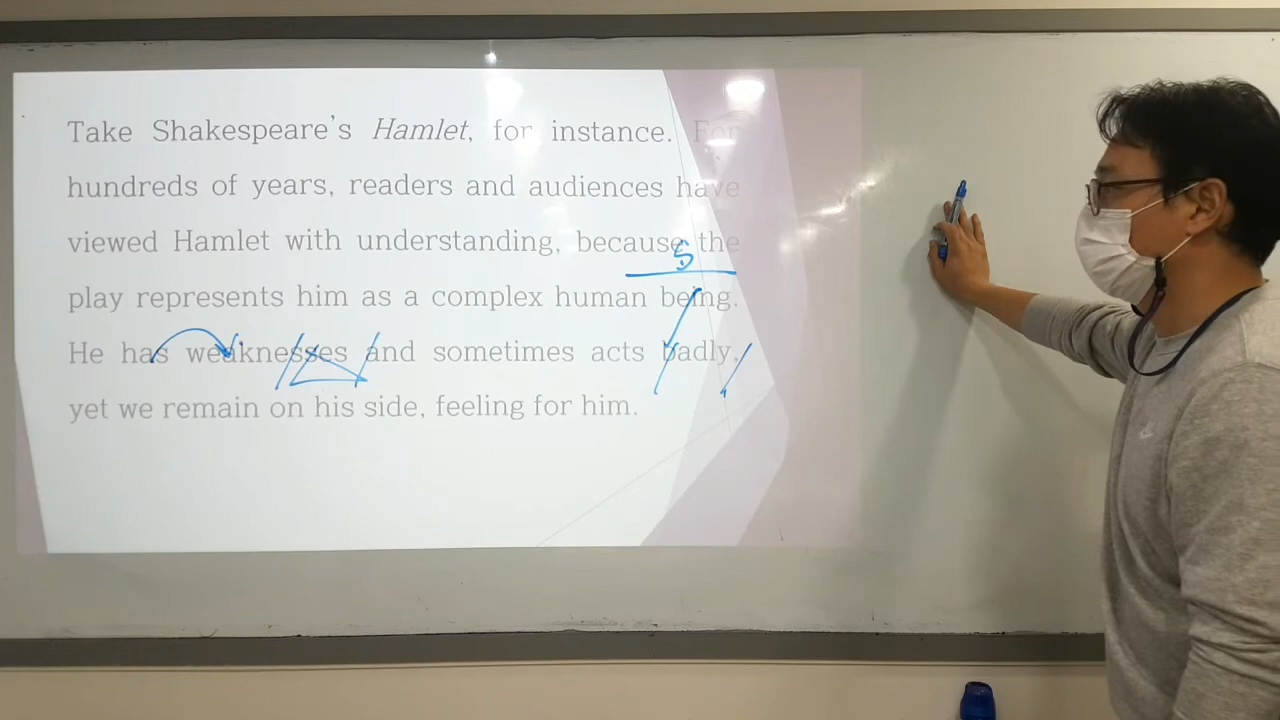 Take Shakespeare's Hamlet, for instance. For
hundreds of years, readers and audiences have
viewed Hamlet with understanding, because the
S
play represents him as a complex human being.
He has weaknesses and sometimes acts badly,
yet we remain on his side, feeling for him.